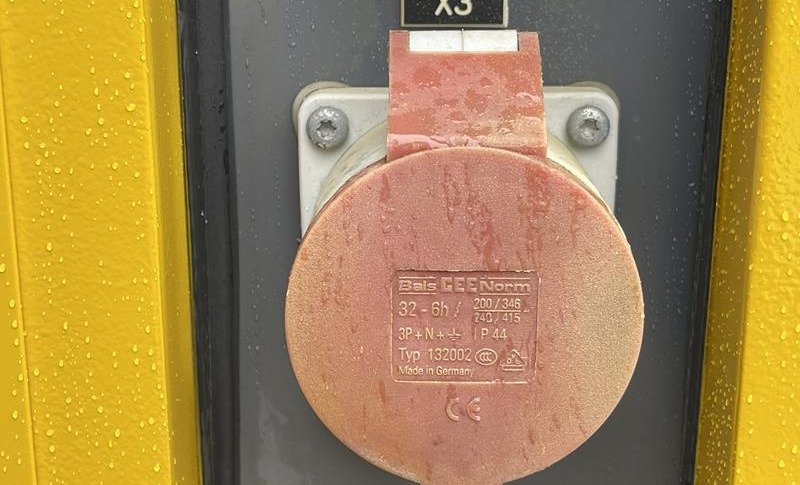 X3
Bals CEE Norm
32 - 6h / 200 / 346
240 / 415
3P + N + ⏚ IP 44
Typ 132002 CCC
Made in Germany
CE